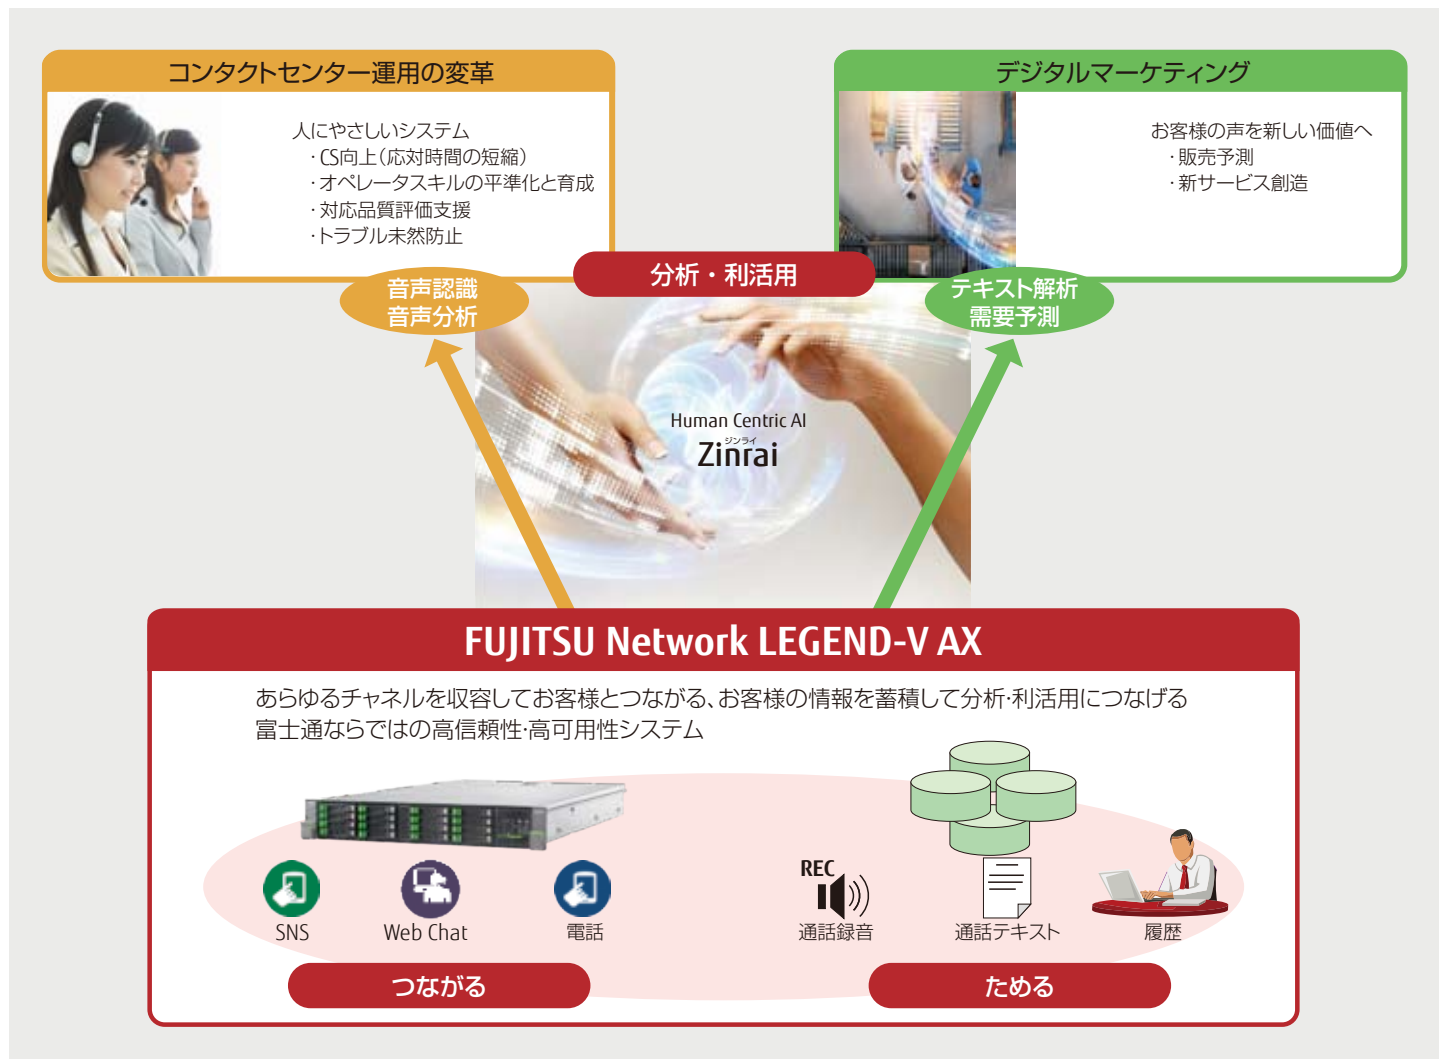 コンタクトセンター運用の変革
人にやさしいシステム
・CS向上（応対時間の短縮）
・オペレータスキルの平準化と育成
・対応品質評価支援
・トラブル未然防止
デジタルマーケティング
お客様の声を新しい価値へ
・販売予測
・新サービス創造
分析・利活用
音声認識
音声分析
テキスト解析
需要予測
Human Centric AI
ジンライ
Zinrai
FUJITSU Network LEGEND-V AX
あらゆるチャネルを収容してお客様とつながる、お客様の情報を蓄積して分析・利活用につなげる
富士通ならではの高信頼性・高可用性システム
SNS
Web Chat
電話
REC
通話録音
通話テキスト
履歴
つながる
ためる